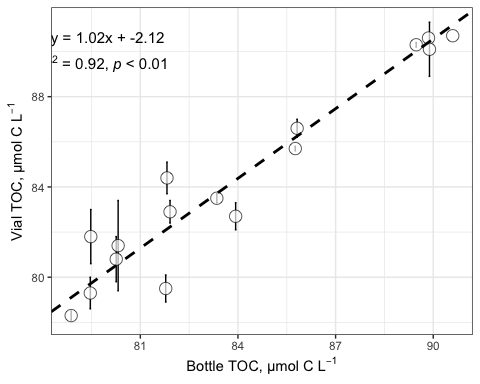 y = 1.02x + -2.12
² = 0.92, p < 0.01
88
84
80
Vial TOC, μmol C L⁻¹
81 84 87 90
Bottle TOC, μmol C L⁻¹